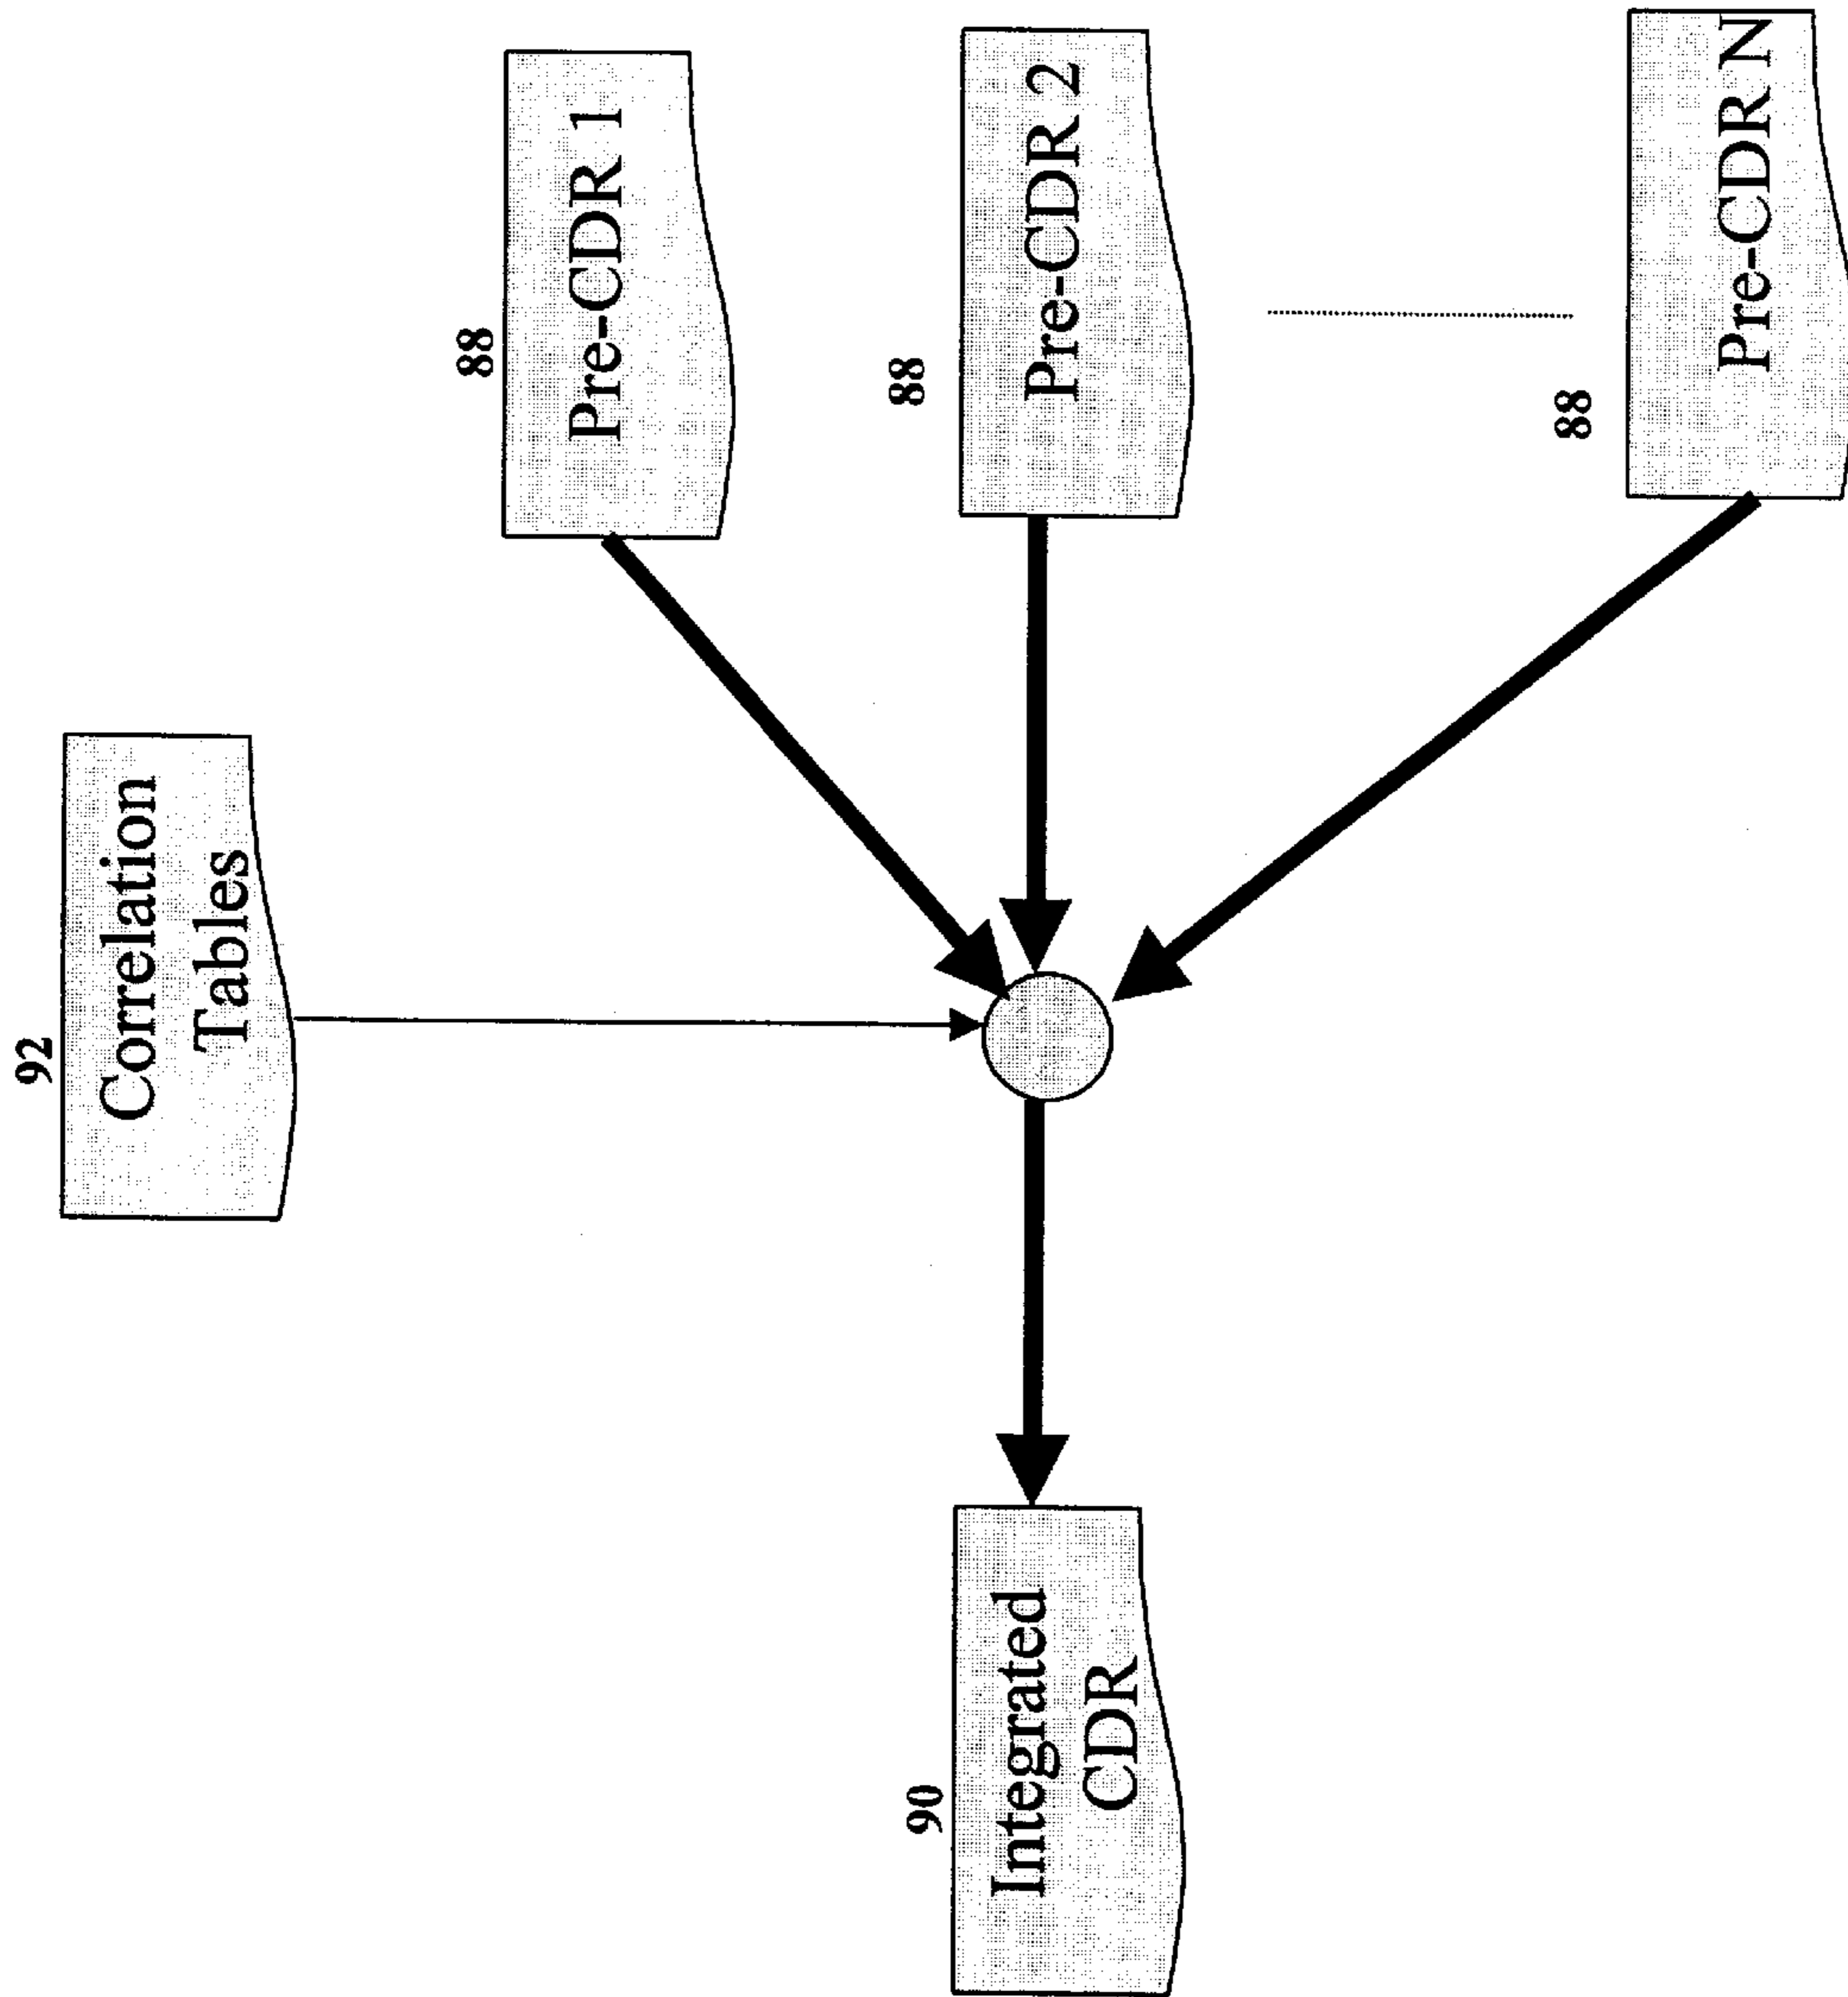 92
Correlation
Tables
88
Pre-CDR 1
88
Pre-CDR 2
88
Pre-CDR N
90
Integrated
CDR